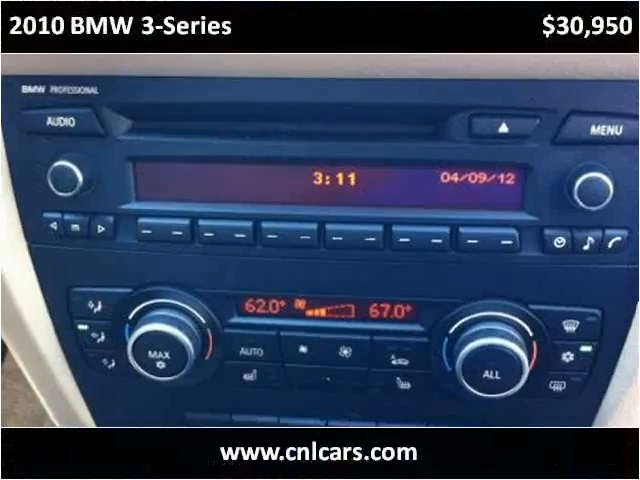 2010 BMW 3-Series $30,950
BMW PROFESSIONAL
AUDIO
MENU
3:11 04/09/12
62.0° 67.0°
MAX
AUTO
ALL
www.cnlcars.com